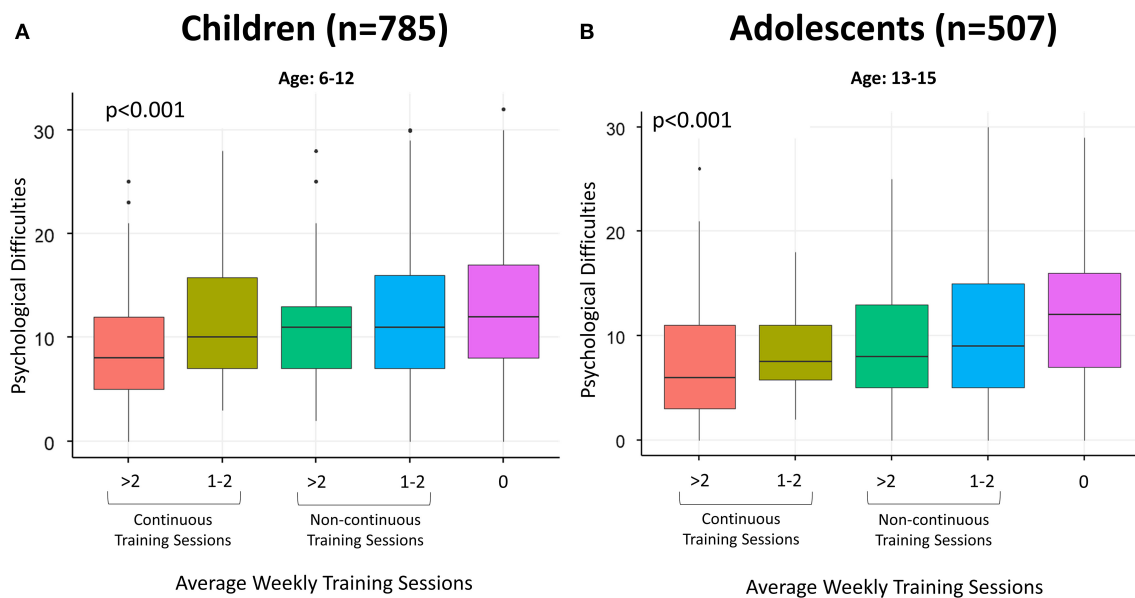 A
Children (n=785)
Age: 6-12
p<0.001
Psychological Difficulties
30
20
10
0
>2
1-2
>2
1-2
0
Continuous
Training Sessions
Non-continuous
Training Sessions
Average Weekly Training Sessions
B
Adolescents (n=507)
Age: 13-15
p<0.001
Psychological Difficulties
30
20
10
0
>2
1-2
>2
1-2
0
Continuous
Training Sessions
Non-continuous
Training Sessions
Average Weekly Training Sessions